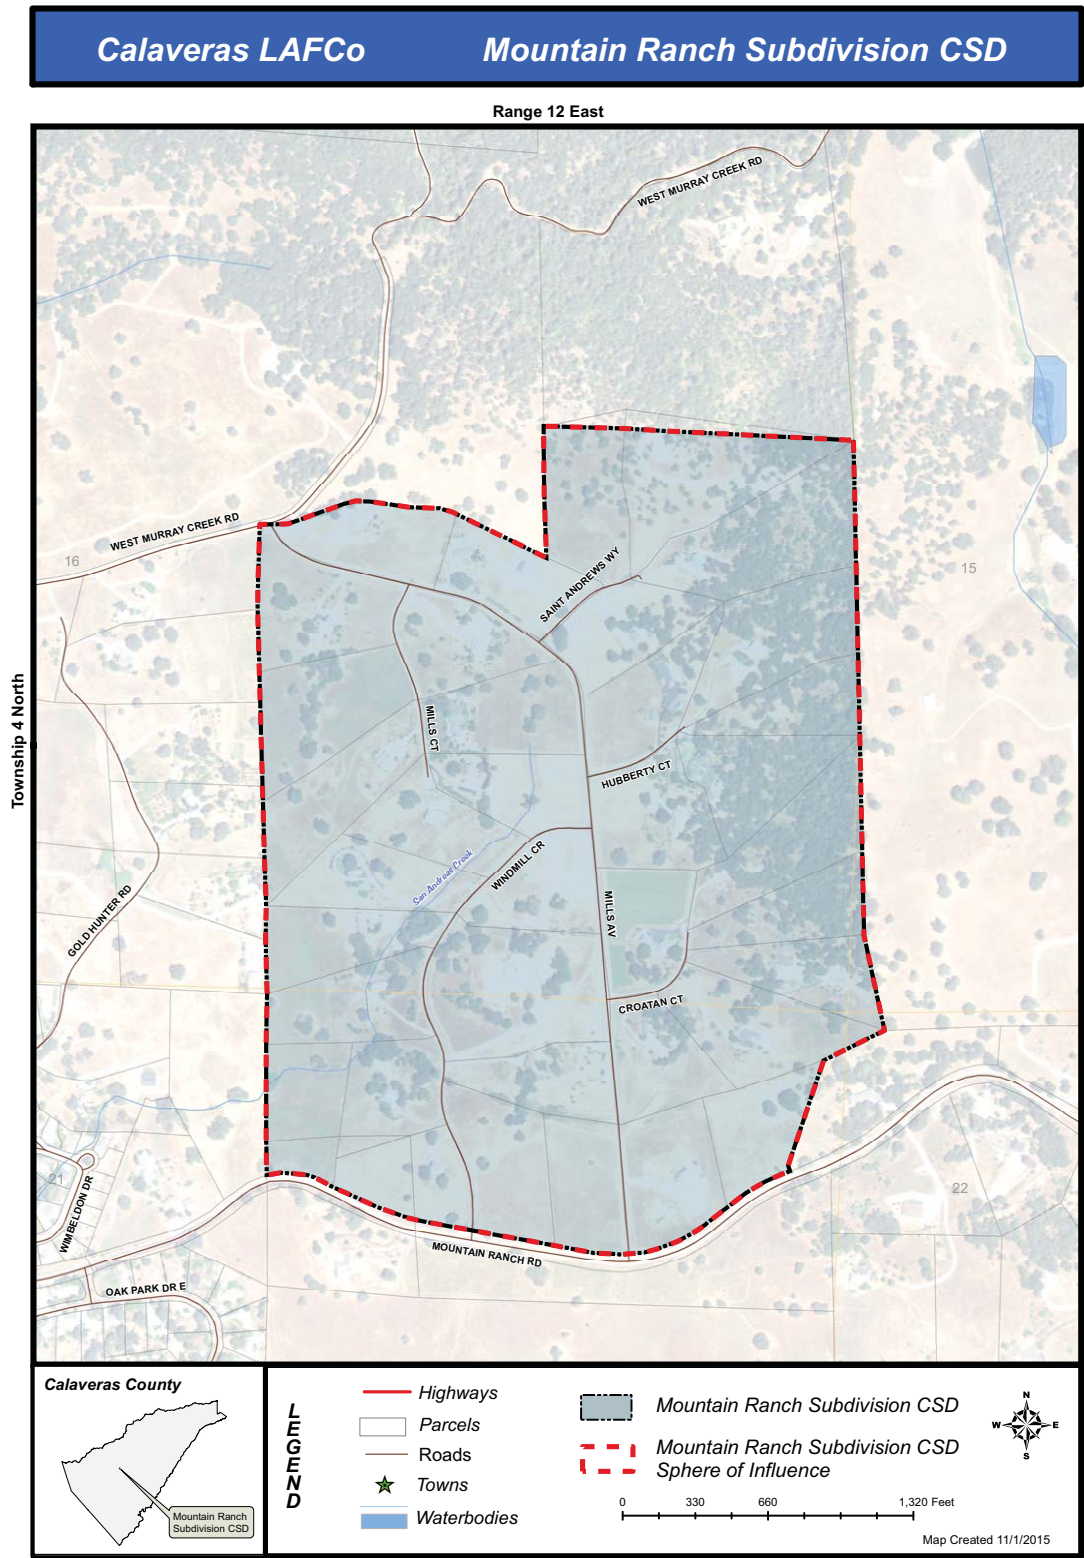 Calaveras LAFCo
Mountain Ranch Subdivision CSD
Range 12 East
Township 4 North
WEST MURRAY CREEK RD
WEST MURRAY CREEK RD
16
15
SAINT ANDREWS WY
MILLS CT
HUBBERTY CT
WINDMILL CR
San Andreas Creek
MILLS AV
GOLD HUNTER RD
CROATAN CT
21
22
WIMBELDON DR
MOUNTAIN RANCH RD
OAK PARK DR E
Calaveras County
Mountain Ranch
Subdivision CSD
LEGEND
Highways
Parcels
Roads
Towns
Waterbodies
Mountain Ranch Subdivision CSD
Mountain Ranch Subdivision CSD
Sphere of Influence
N
W
E
S
0 330 660 1,320 Feet
Map Created 11/1/2015